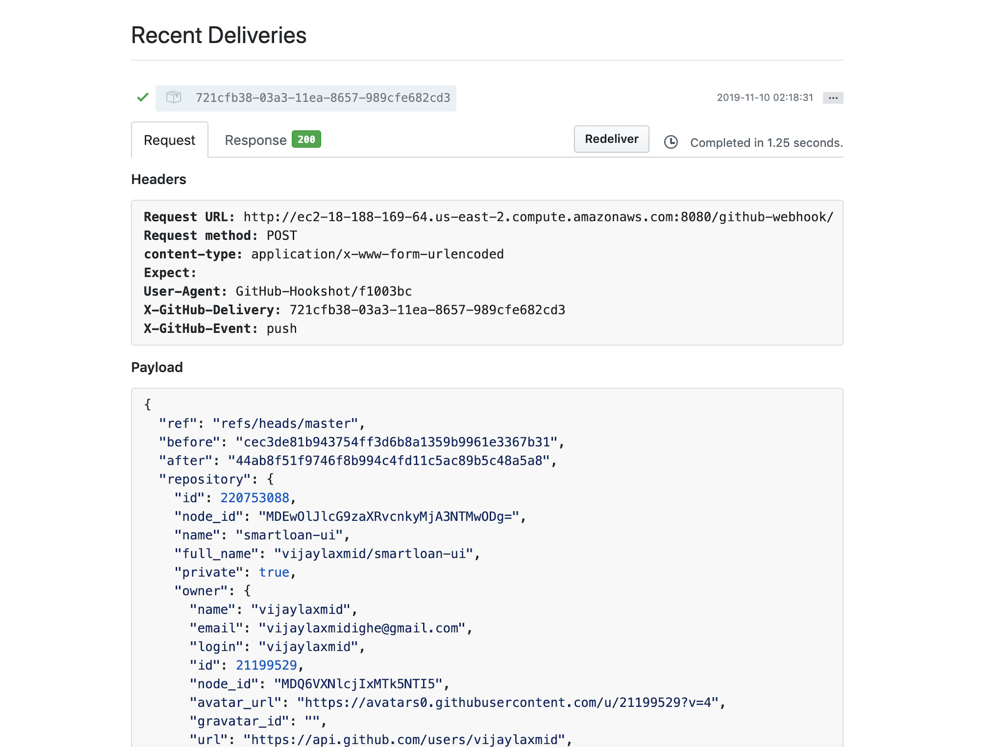 Recent Deliveries
721cfb38-03a3-11ea-8657-989cfe682cd3 2019-11-10 02:18:31 ...
Request Response 200 Redeliver Completed in 1.25 seconds.
Headers
Request URL: http://ec2-18-188-169-64.us-east-2.compute.amazonaws.com:8080/github-webhook/
Request method: POST
content-type: application/x-www-form-urlencoded
Expect:
User-Agent: GitHub-Hookshot/f1003bc
X-GitHub-Delivery: 721cfb38-03a3-11ea-8657-989cfe682cd3
X-GitHub-Event: push
Payload
{
"ref": "refs/heads/master",
"before": "cec3de81b943754ff3d6b8a1359b9961e3367b31",
"after": "44ab8f51f9746f8b994c4fd11c5ac89b5c48a5a8",
"repository": {
"id": 220753088,
"node_id": "MDEwOlJlcG9zaXRvcnkyMjA3NTMwODg=",
"name": "smartloan-ui",
"full_name": "vijaylaxmid/smartloan-ui",
"private": true,
"owner": {
"name": "vijaylaxmid",
"email": "vijaylaxmidighe@gmail.com",
"login": "vijaylaxmid",
"id": 21199529,
"node_id": "MDQ6VXNlcjIxMTk5NTI5",
"avatar_url": "https://avatars0.githubusercontent.com/u/21199529?v=4",
"gravatar_id": "",
"url": "https://api.github.com/users/vijaylaxmid",